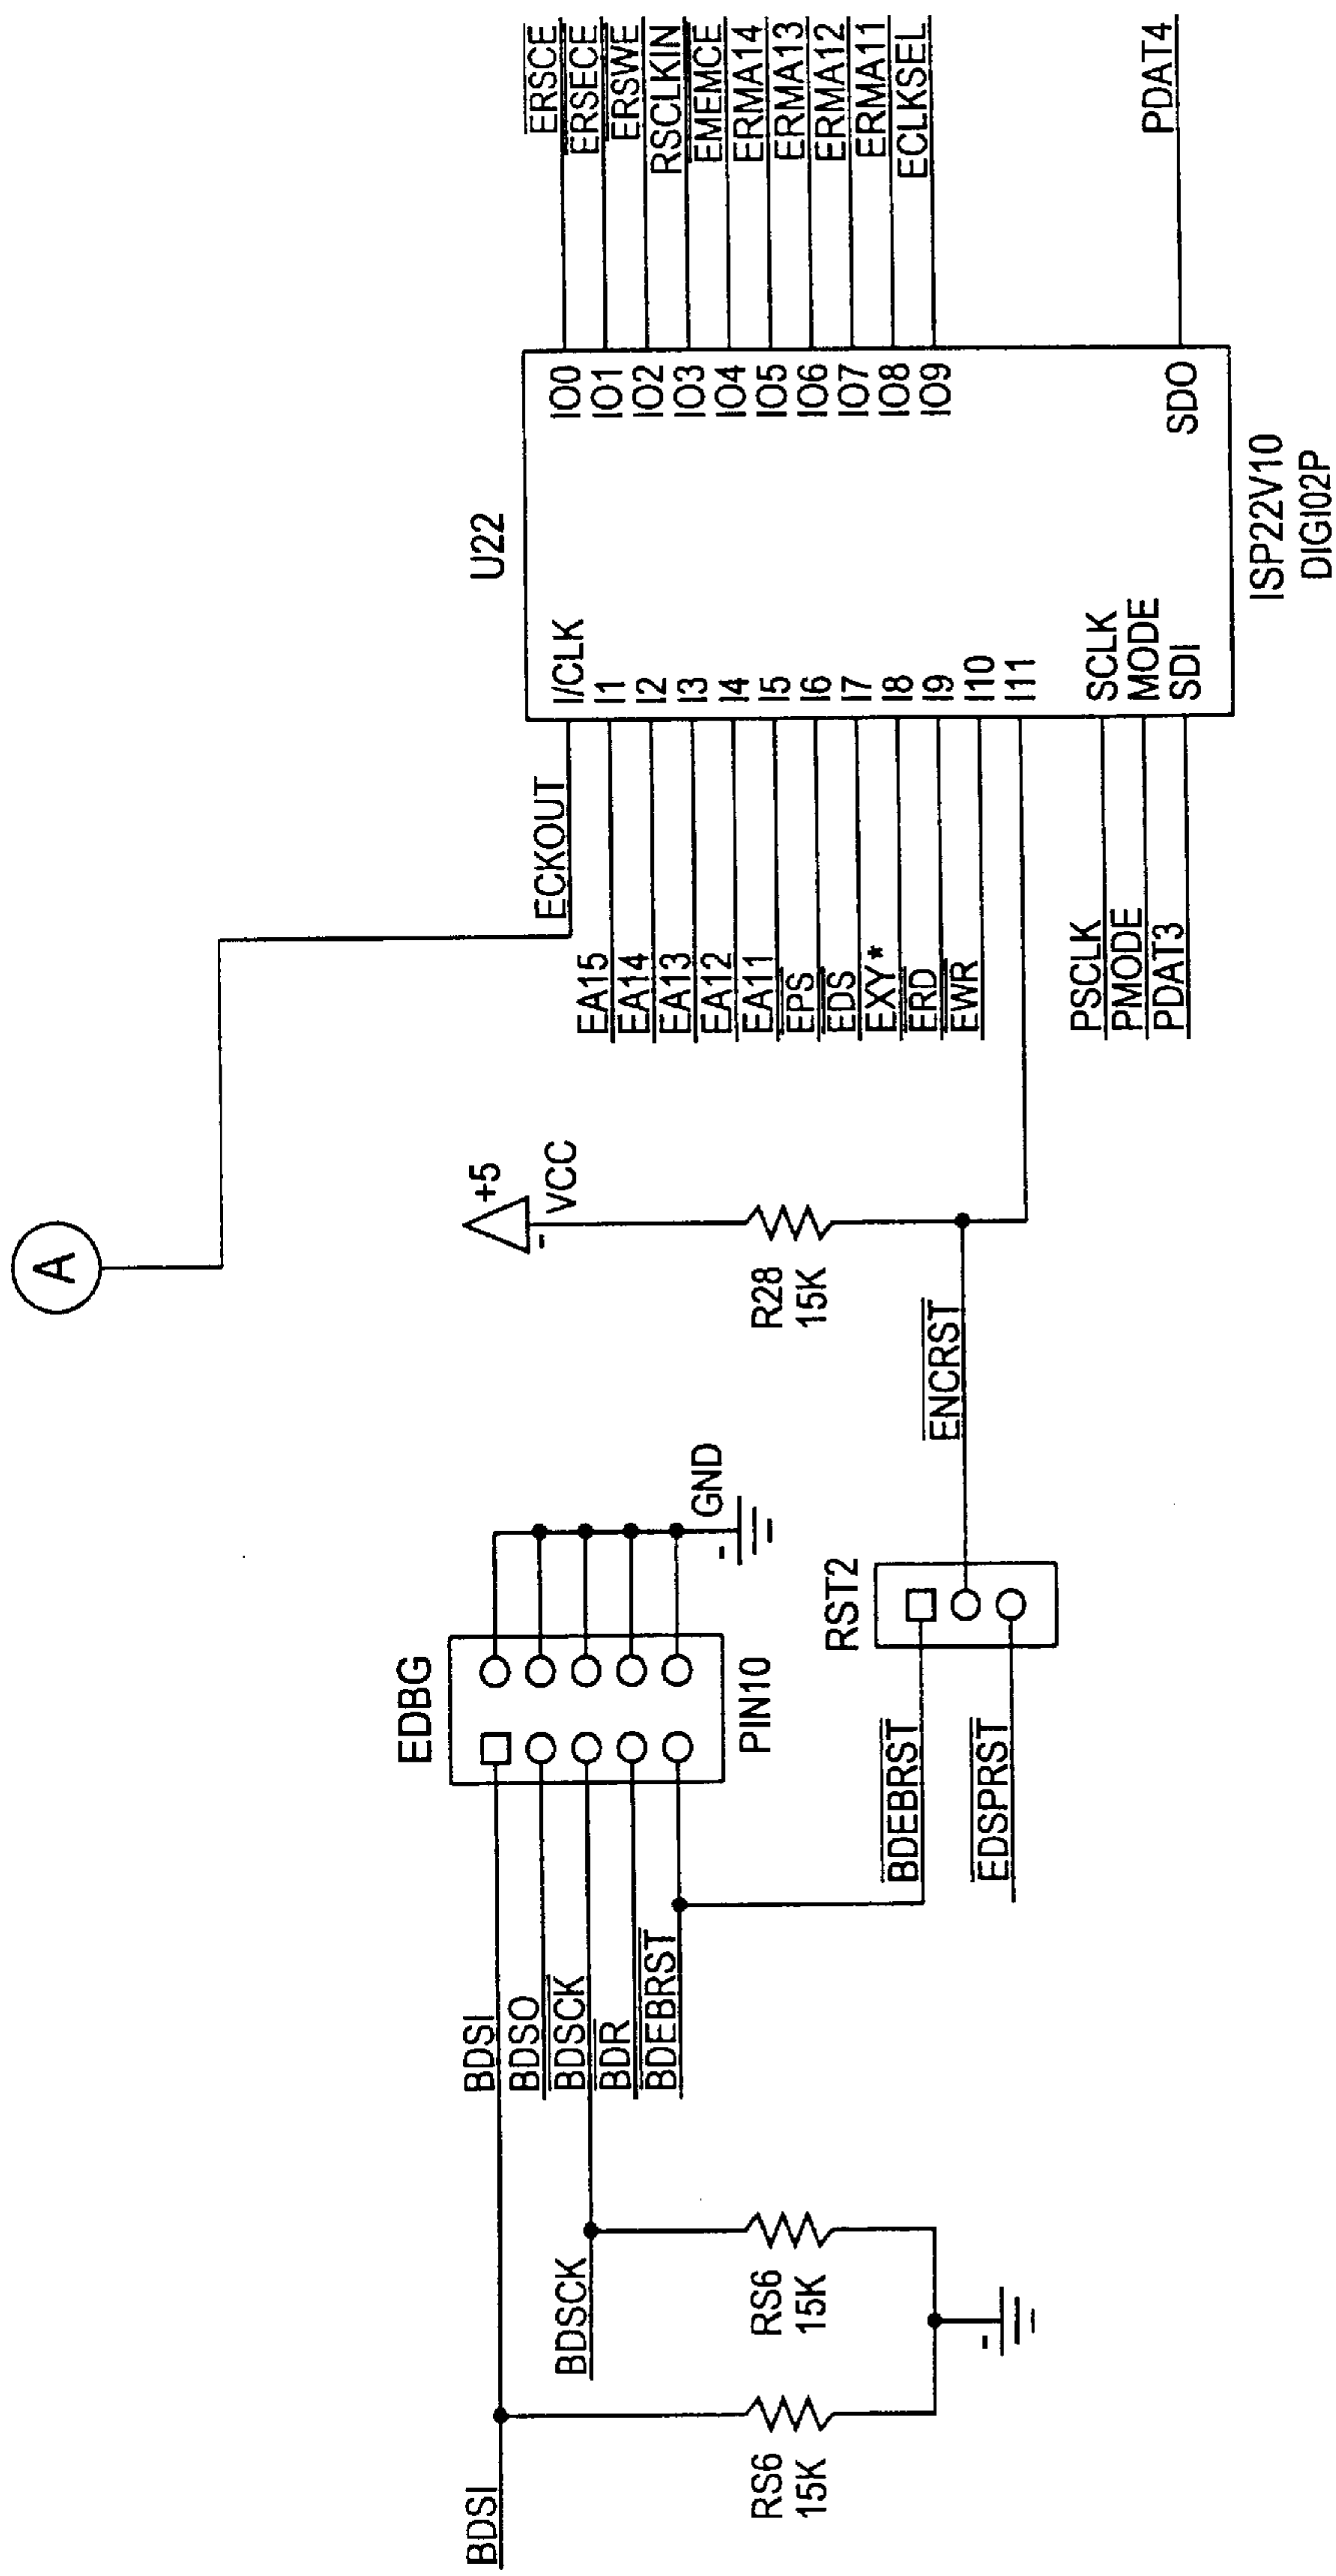 A
BDSI
BDSCK
RS6
15K
RS6
15K
BDSI
BDSO
BDSCK
BDR
BDEBRST
EDBG
PIN10
GND
BDEBRST
EDSPRST
RST2
ENCRST
R28
15K
+5
VCC
ECKOUT
EA15
EA14
EA13
EA12
EA11
EPS
EDS
EXY*
ERD
EWR
PSCLK
PMODE
PDAT3
U22
I/CLK
I1
I2
I3
I4
I5
I6
I7
I8
I9
I10
I11
SCLK
MODE
SDI
IO0
IO1
IO2
IO3
IO4
IO5
IO6
IO7
IO8
IO9
SDO
ISP22V10
DIGI02P
ERSCE
ERSECE
ERSWE
RSCLKIN
EMEMCE
ERMA14
ERMA13
ERMA12
ERMA11
ECLKSEL
PDAT4